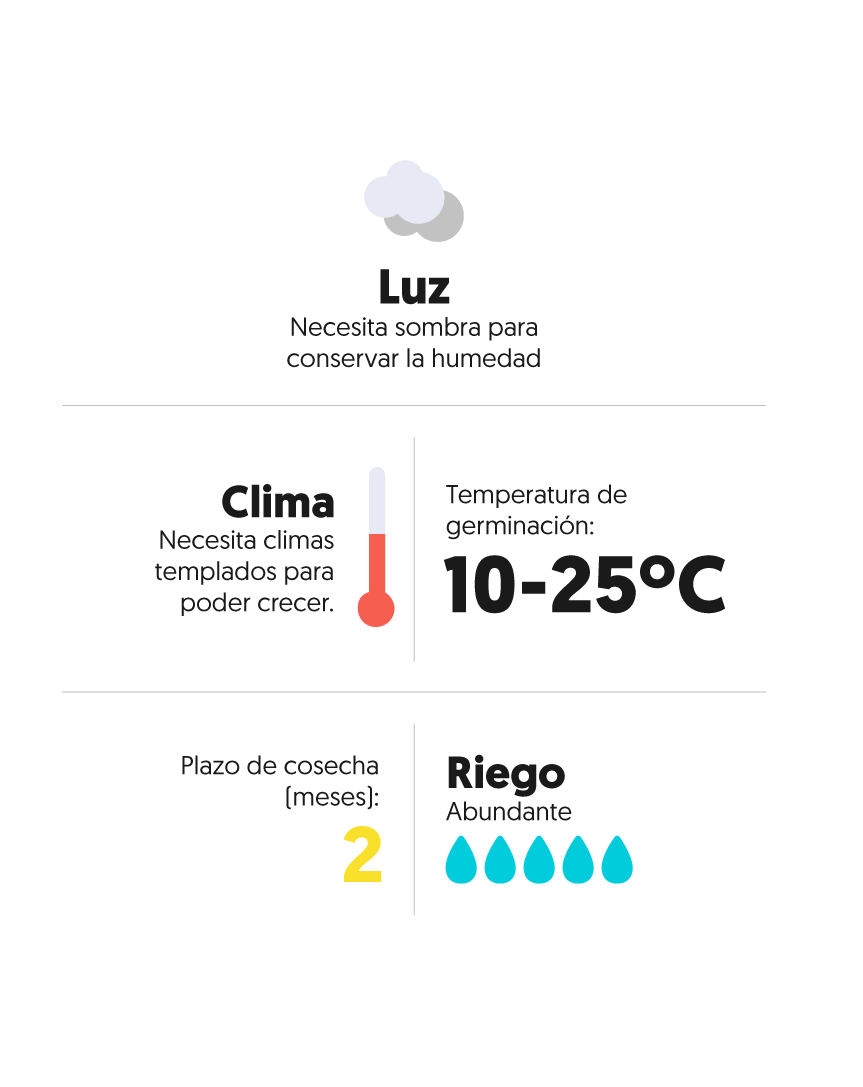 Luz
Necesita sombra para
conservar la humedad
Clima
Necesita climas
templados para
poder crecer.
Temperatura de
germinación:
10-25ºC
Plazo de cosecha
(meses):
2
Riego
Abundante